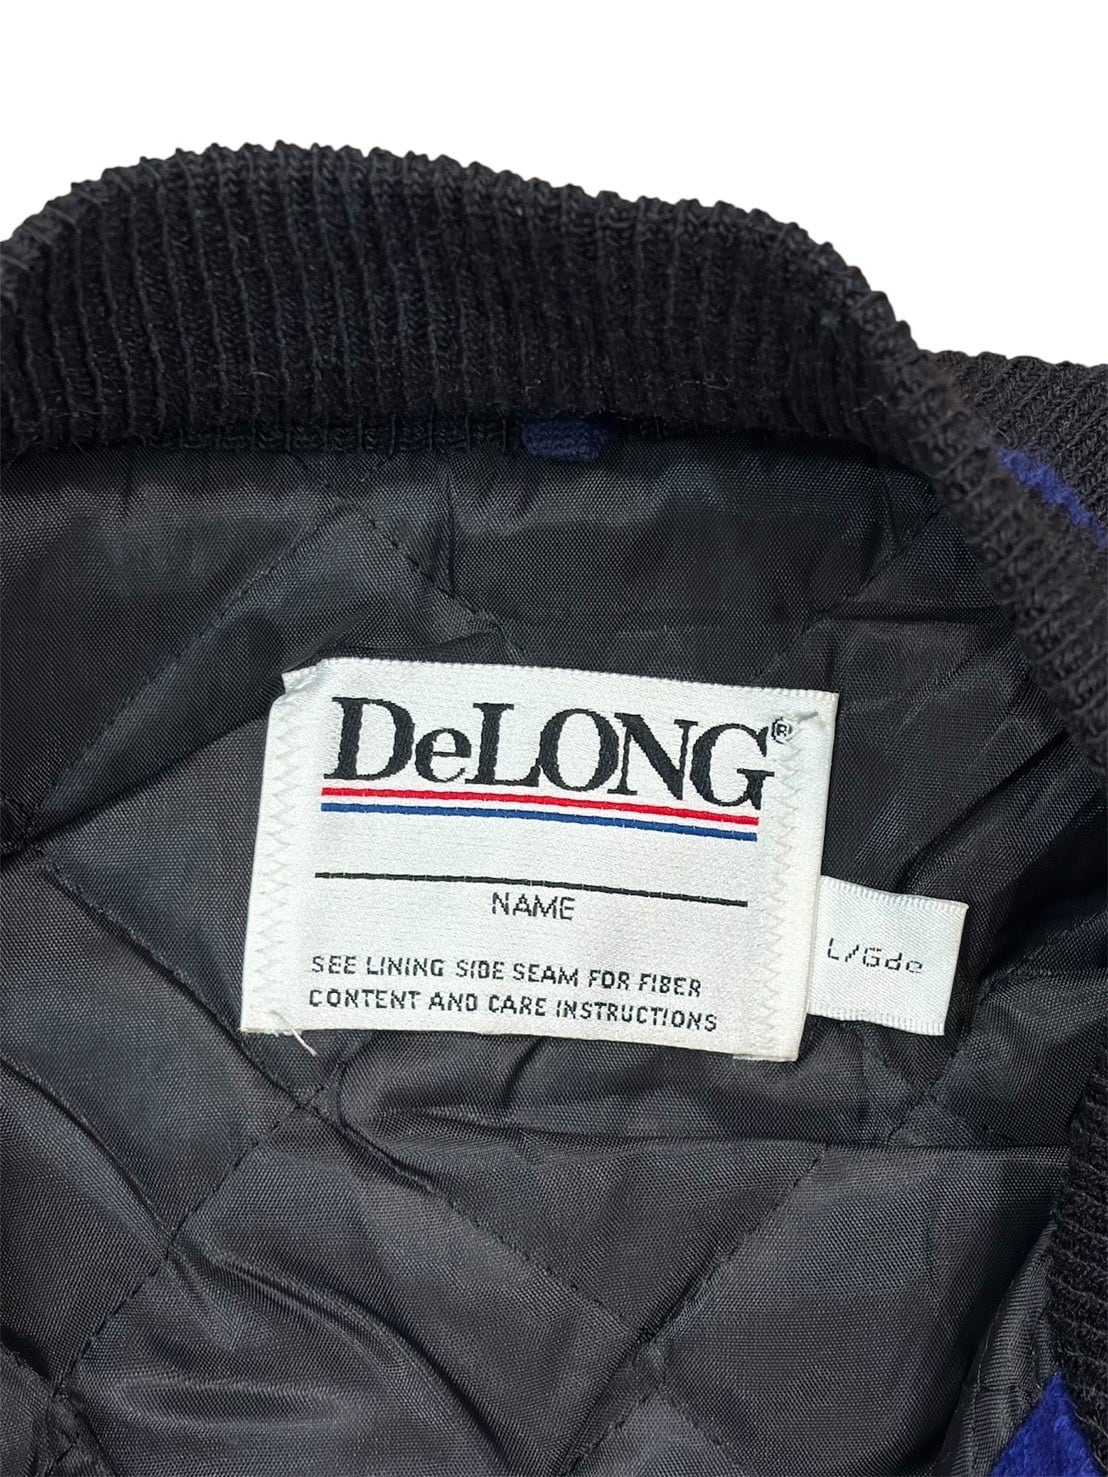 DeLONG®
NAME
SEE LINING SIDE SEAM FOR FIBER
CONTENT AND CARE INSTRUCTIONS
L/Gde